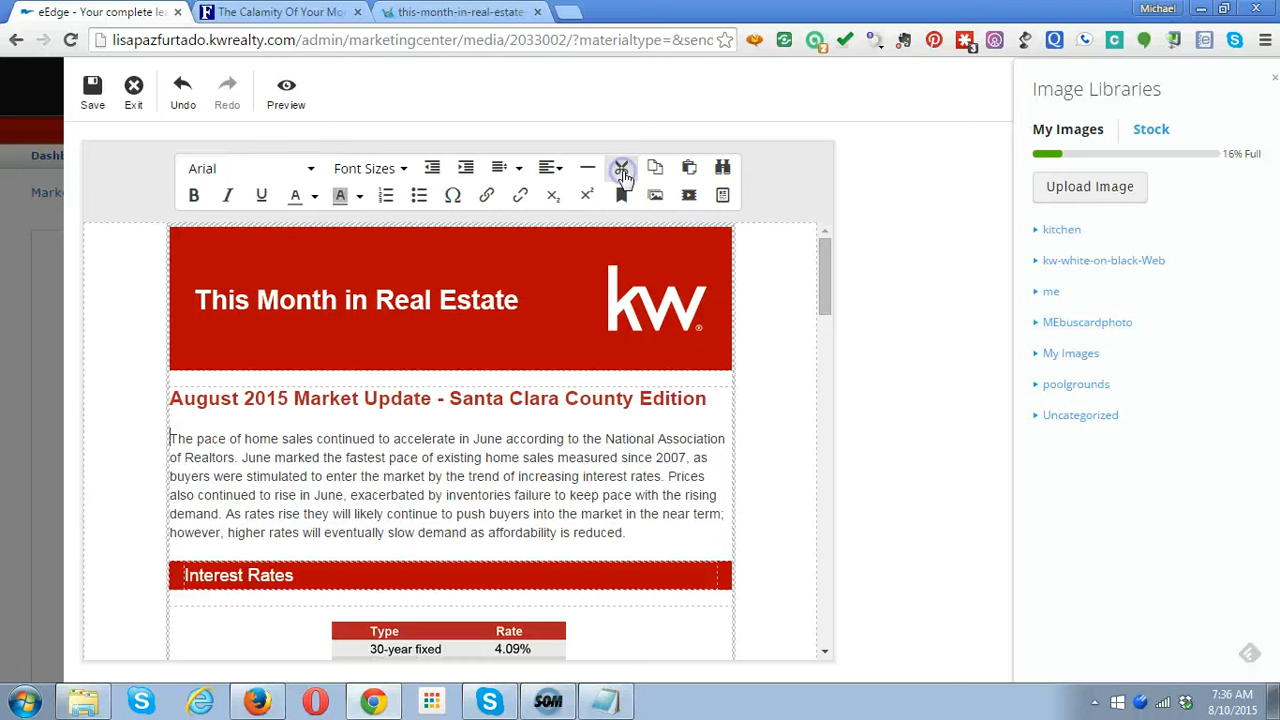 eEdge - Your complete lea
The Calamity Of Your Mon
this-month-in-real-estate-
Michael
lisapazfurtado.kwrealty.com/admin/marketingcenter/media/2033002/?materialtype=&senc
Save
Exit
Undo
Redo
Preview
Dashb
Marke
Arial
Font Sizes
This Month in Real Estate
kw
August 2015 Market Update - Santa Clara County Edition
The pace of home sales continued to accelerate in June according to the National Association
of Realtors. June marked the fastest pace of existing home sales measured since 2007, as
buyers were stimulated to enter the market by the trend of increasing interest rates. Prices
also continued to rise in June, exacerbated by inventories failure to keep pace with the rising
demand. As rates rise they will likely continue to push buyers into the market in the near term;
however, higher rates will eventually slow demand as affordability is reduced.
Interest Rates
Type Rate
30-year fixed 4.09%
Image Libraries
My Images
Stock
16% Full
Upload Image
kitchen
kw-white-on-black-Web
me
MEbuscardphoto
My Images
poolgrounds
Uncategorized
SOM
7:36 AM
8/10/2015